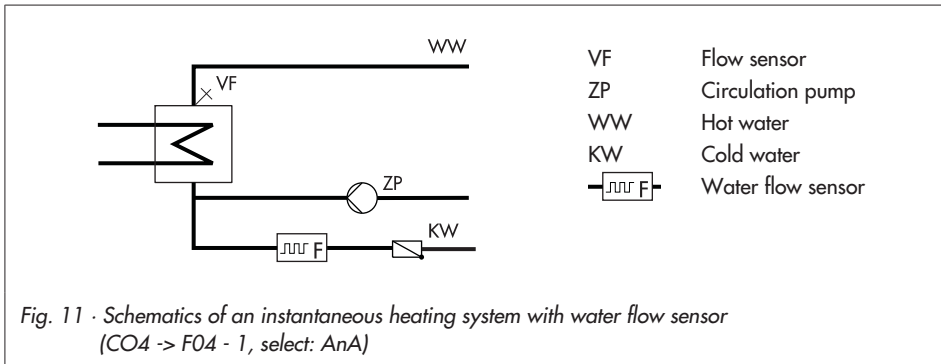 WW
VF
ZP
KW
F
VF Flow sensor
ZP Circulation pump
WW Hot water
KW Cold water
F Water flow sensor
Fig. 11 · Schematics of an instantaneous heating system with water flow sensor
(CO4 -> F04 - 1, select: AnA)